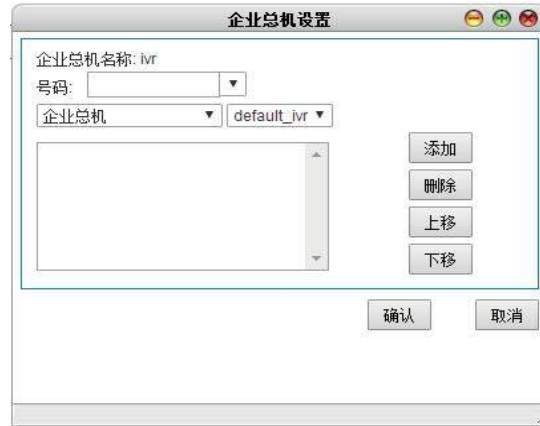 企业总机设置
企业总机名称: ivr
号码:
企业总机 default_ivr
添加
删除
上移
下移
确认 取消